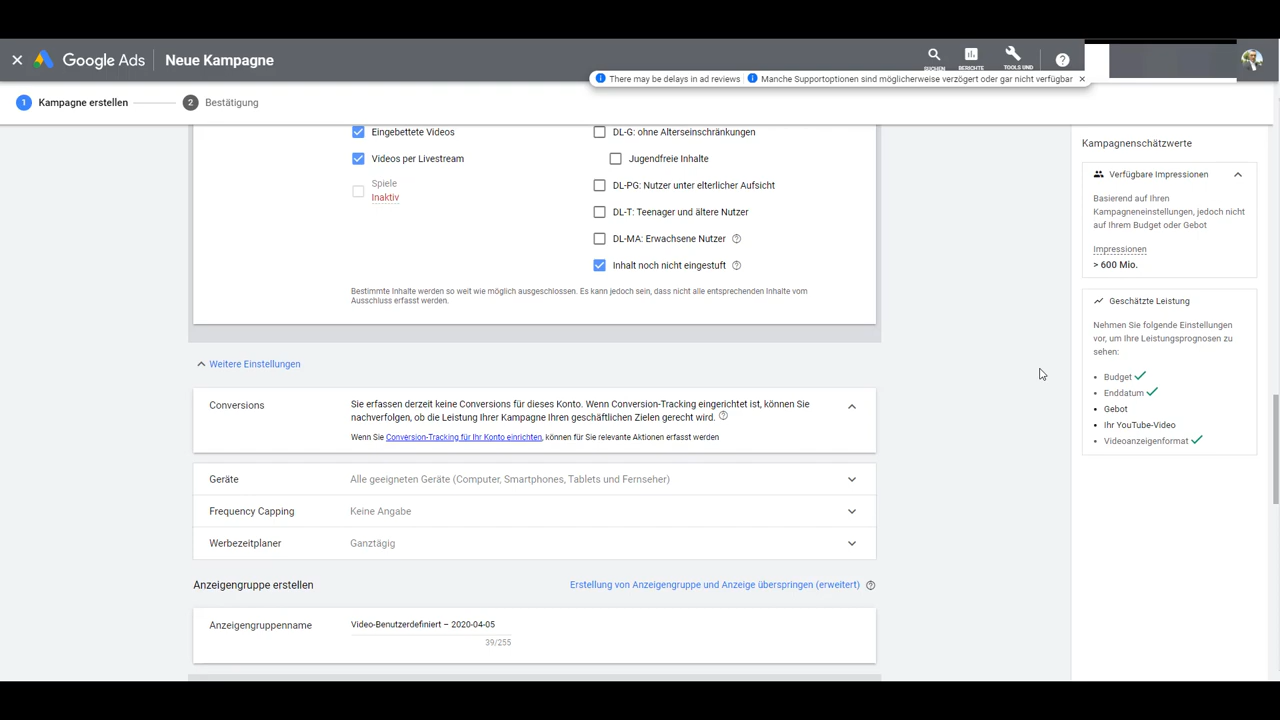 Google Ads
Neue Kampagne
SUCHEN
BERICHTE
TOOLS UND
There may be delays in ad reviews
Manche Supportoptionen sind möglicherweise verzögert oder gar nicht verfügbar
1 Kampagne erstellen
2 Bestätigung
Eingebettete Videos
Videos per Livestream
Spiele
Inaktiv
DL-G: ohne Alterseinschränkungen
Jugendfreie Inhalte
DL-PG: Nutzer unter elterlicher Aufsicht
DL-T: Teenager und ältere Nutzer
DL-MA: Erwachsene Nutzer
Inhalt noch nicht eingestuft
Bestimmte Inhalte werden so weit wie möglich ausgeschlossen. Es kann jedoch sein, dass nicht alle entsprechenden Inhalte vom
Ausschluss erfasst werden.
Weitere Einstellungen
Conversions
Sie erfassen derzeit keine Conversions für dieses Konto. Wenn Conversion-Tracking eingerichtet ist, können Sie
nachverfolgen, ob die Leistung Ihrer Kampagne Ihren geschäftlichen Zielen gerecht wird.
Wenn Sie Conversion-Tracking für Ihr Konto einrichten, können für Sie relevante Aktionen erfasst werden
Geräte
Alle geeigneten Geräte (Computer, Smartphones, Tablets und Fernseher)
Frequency Capping
Keine Angabe
Werbezeitplaner
Ganztägig
Anzeigengruppe erstellen
Erstellung von Anzeigengruppe und Anzeige überspringen (erweitert)
Anzeigengruppenname
Video-Benutzerdefiniert – 2020-04-05
39/255
Kampagnenschätzwerte
Verfügbare Impressionen
Basierend auf Ihren
Kampagneneinstellungen, jedoch nicht
auf Ihrem Budget oder Gebot
Impressionen
> 600 Mio.
Geschätzte Leistung
Nehmen Sie folgende Einstellungen
vor, um Ihre Leistungsprognosen zu
sehen:
• Budget
• Enddatum
• Gebot
• Ihr YouTube-Video
• Videoanzeigenformat